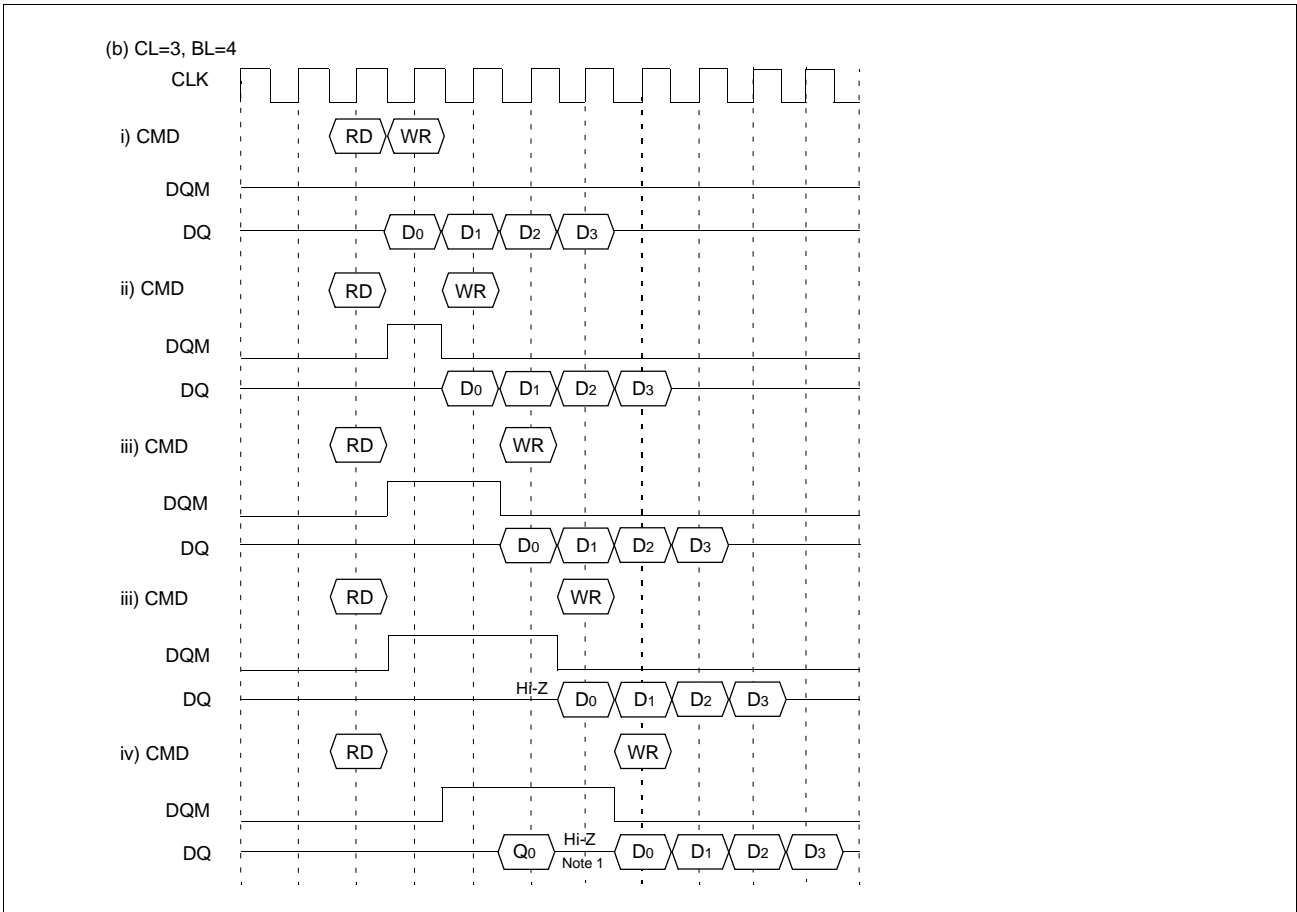 (b) CL=3, BL=4
CLK
i) CMD RD WR
DQM
DQ D0 D1 D2 D3
ii) CMD RD WR
DQM
DQ D0 D1 D2 D3
iii) CMD RD WR
DQM
DQ D0 D1 D2 D3
iii) CMD RD WR
DQM
DQ Hi-Z D0 D1 D2 D3
iv) CMD RD WR
DQM
DQ Q0 Hi-Z D0 D1 D2 D3
Note 1